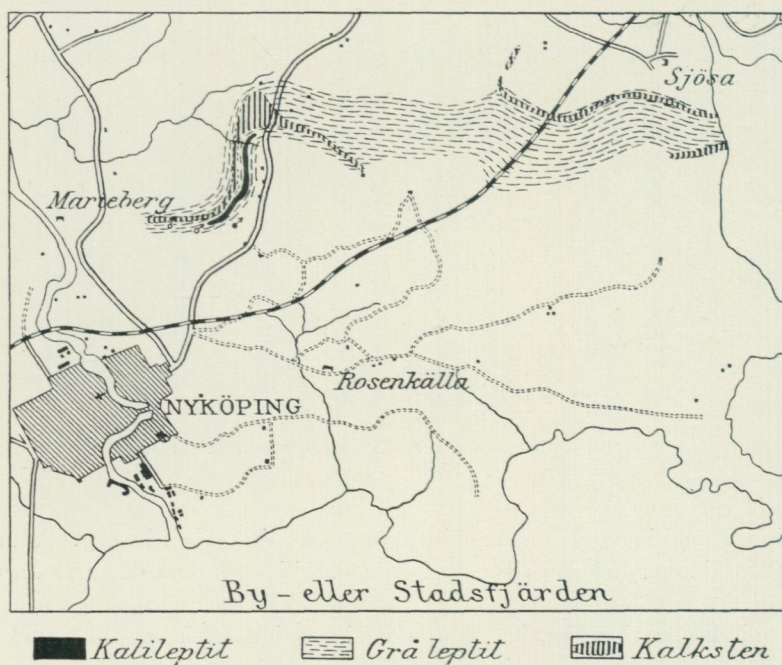 Sjösa
Marieberg
Rosenkälla
NYKÖPING
By - eller Stadsfjärden
Kalileptit Grå leptit Kalksten